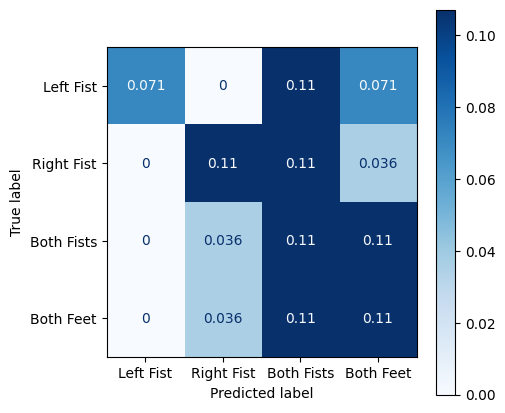 0.10
Left Fist 0.071 0 0.11 0.071
0.08
Right Fist 0 0.11 0.11 0.036
0.06
True label
0.04
Both Fists 0 0.036 0.11 0.11
0.02
Both Feet 0 0.036 0.11 0.11
0.00
Left Fist Right Fist Both Fists Both Feet
Predicted label